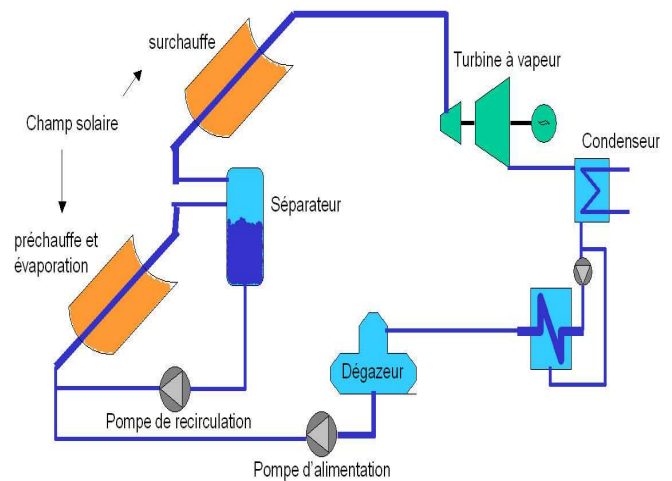 surchauffe
Turbine à vapeur
Champ solaire
Condenseur
Séparateur
préchauffe et
évaporation
Dégazeur
Pompe de recirculation
Pompe d'alimentation